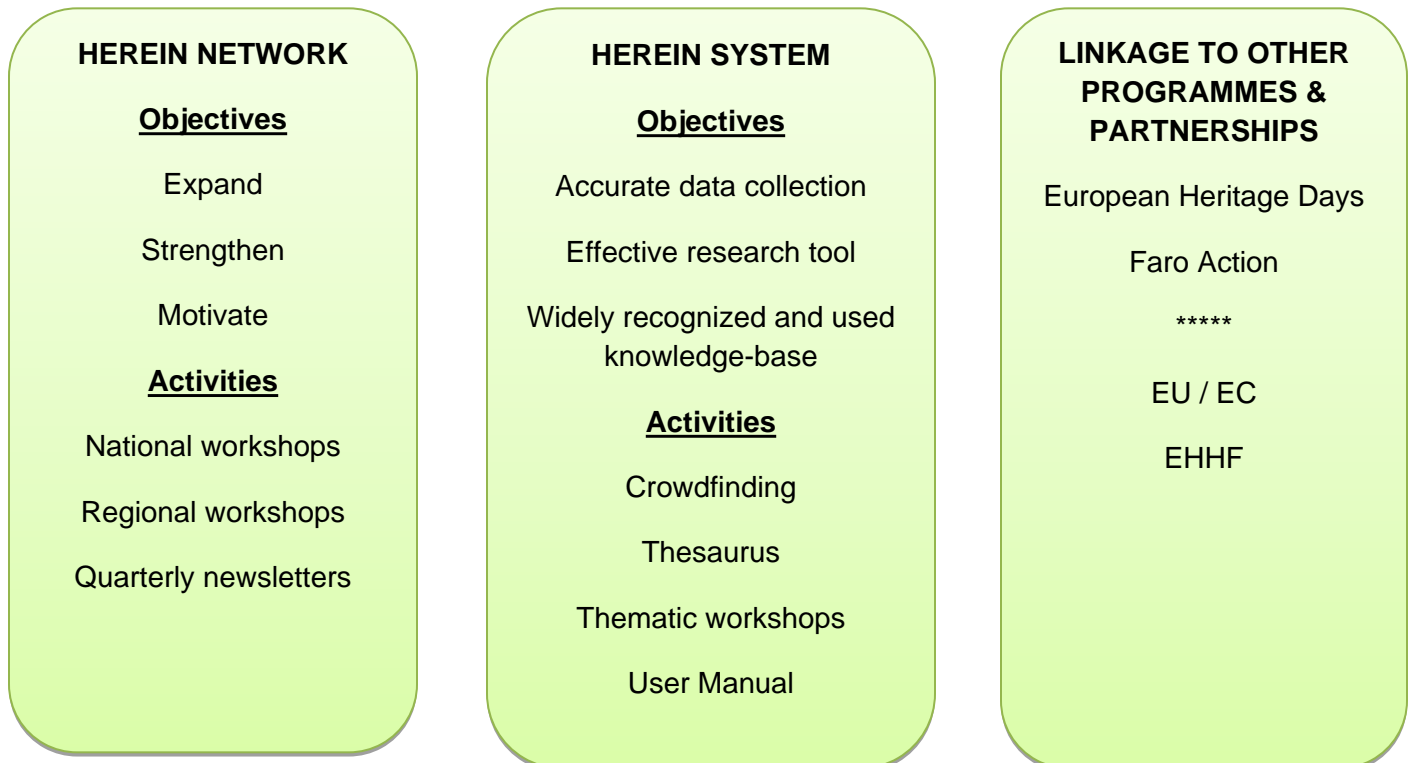 HEREIN NETWORK
Objectives
Expand
Strengthen
Motivate
Activities
National workshops
Regional workshops
Quarterly newsletters
HEREIN SYSTEM
Objectives
Accurate data collection
Effective research tool
Widely recognized and used
knowledge-base
Activities
Crowdfinding
Thesaurus
Thematic workshops
User Manual
LINKAGE TO OTHER
PROGRAMMES &
PARTNERSHIPS
European Heritage Days
Faro Action
*****
EU / EC
EHHF